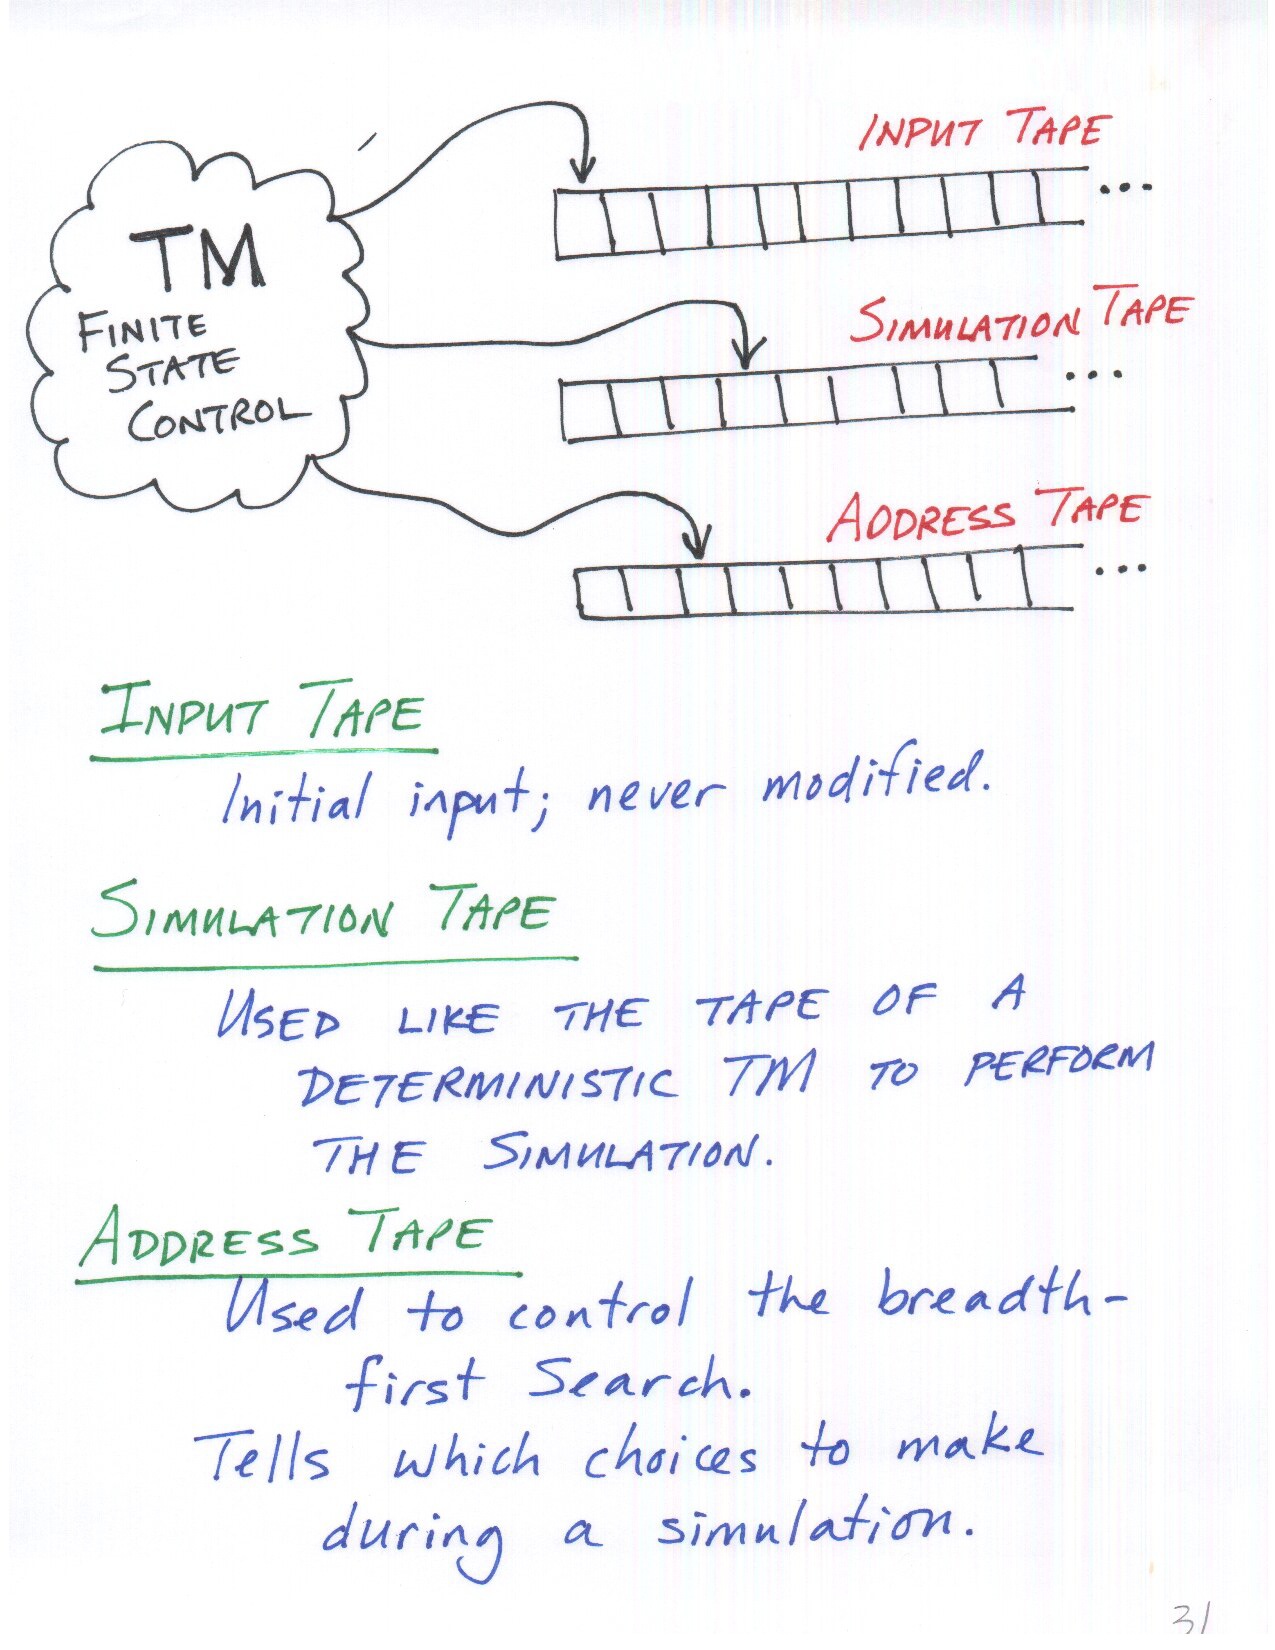 INPUT TAPE
TM
FINITE
STATE
CONTROL
SIMULATION TAPE
ADDRESS TAPE
INPUT TAPE
Initial input; never modified.
SIMULATION TAPE
USED LIKE THE TAPE OF A
DETERMINISTIC TM TO PERFORM
THE SIMULATION.
ADDRESS TAPE
Used to control the breadth-
first Search.
Tells which choices to make
during a simulation.
31